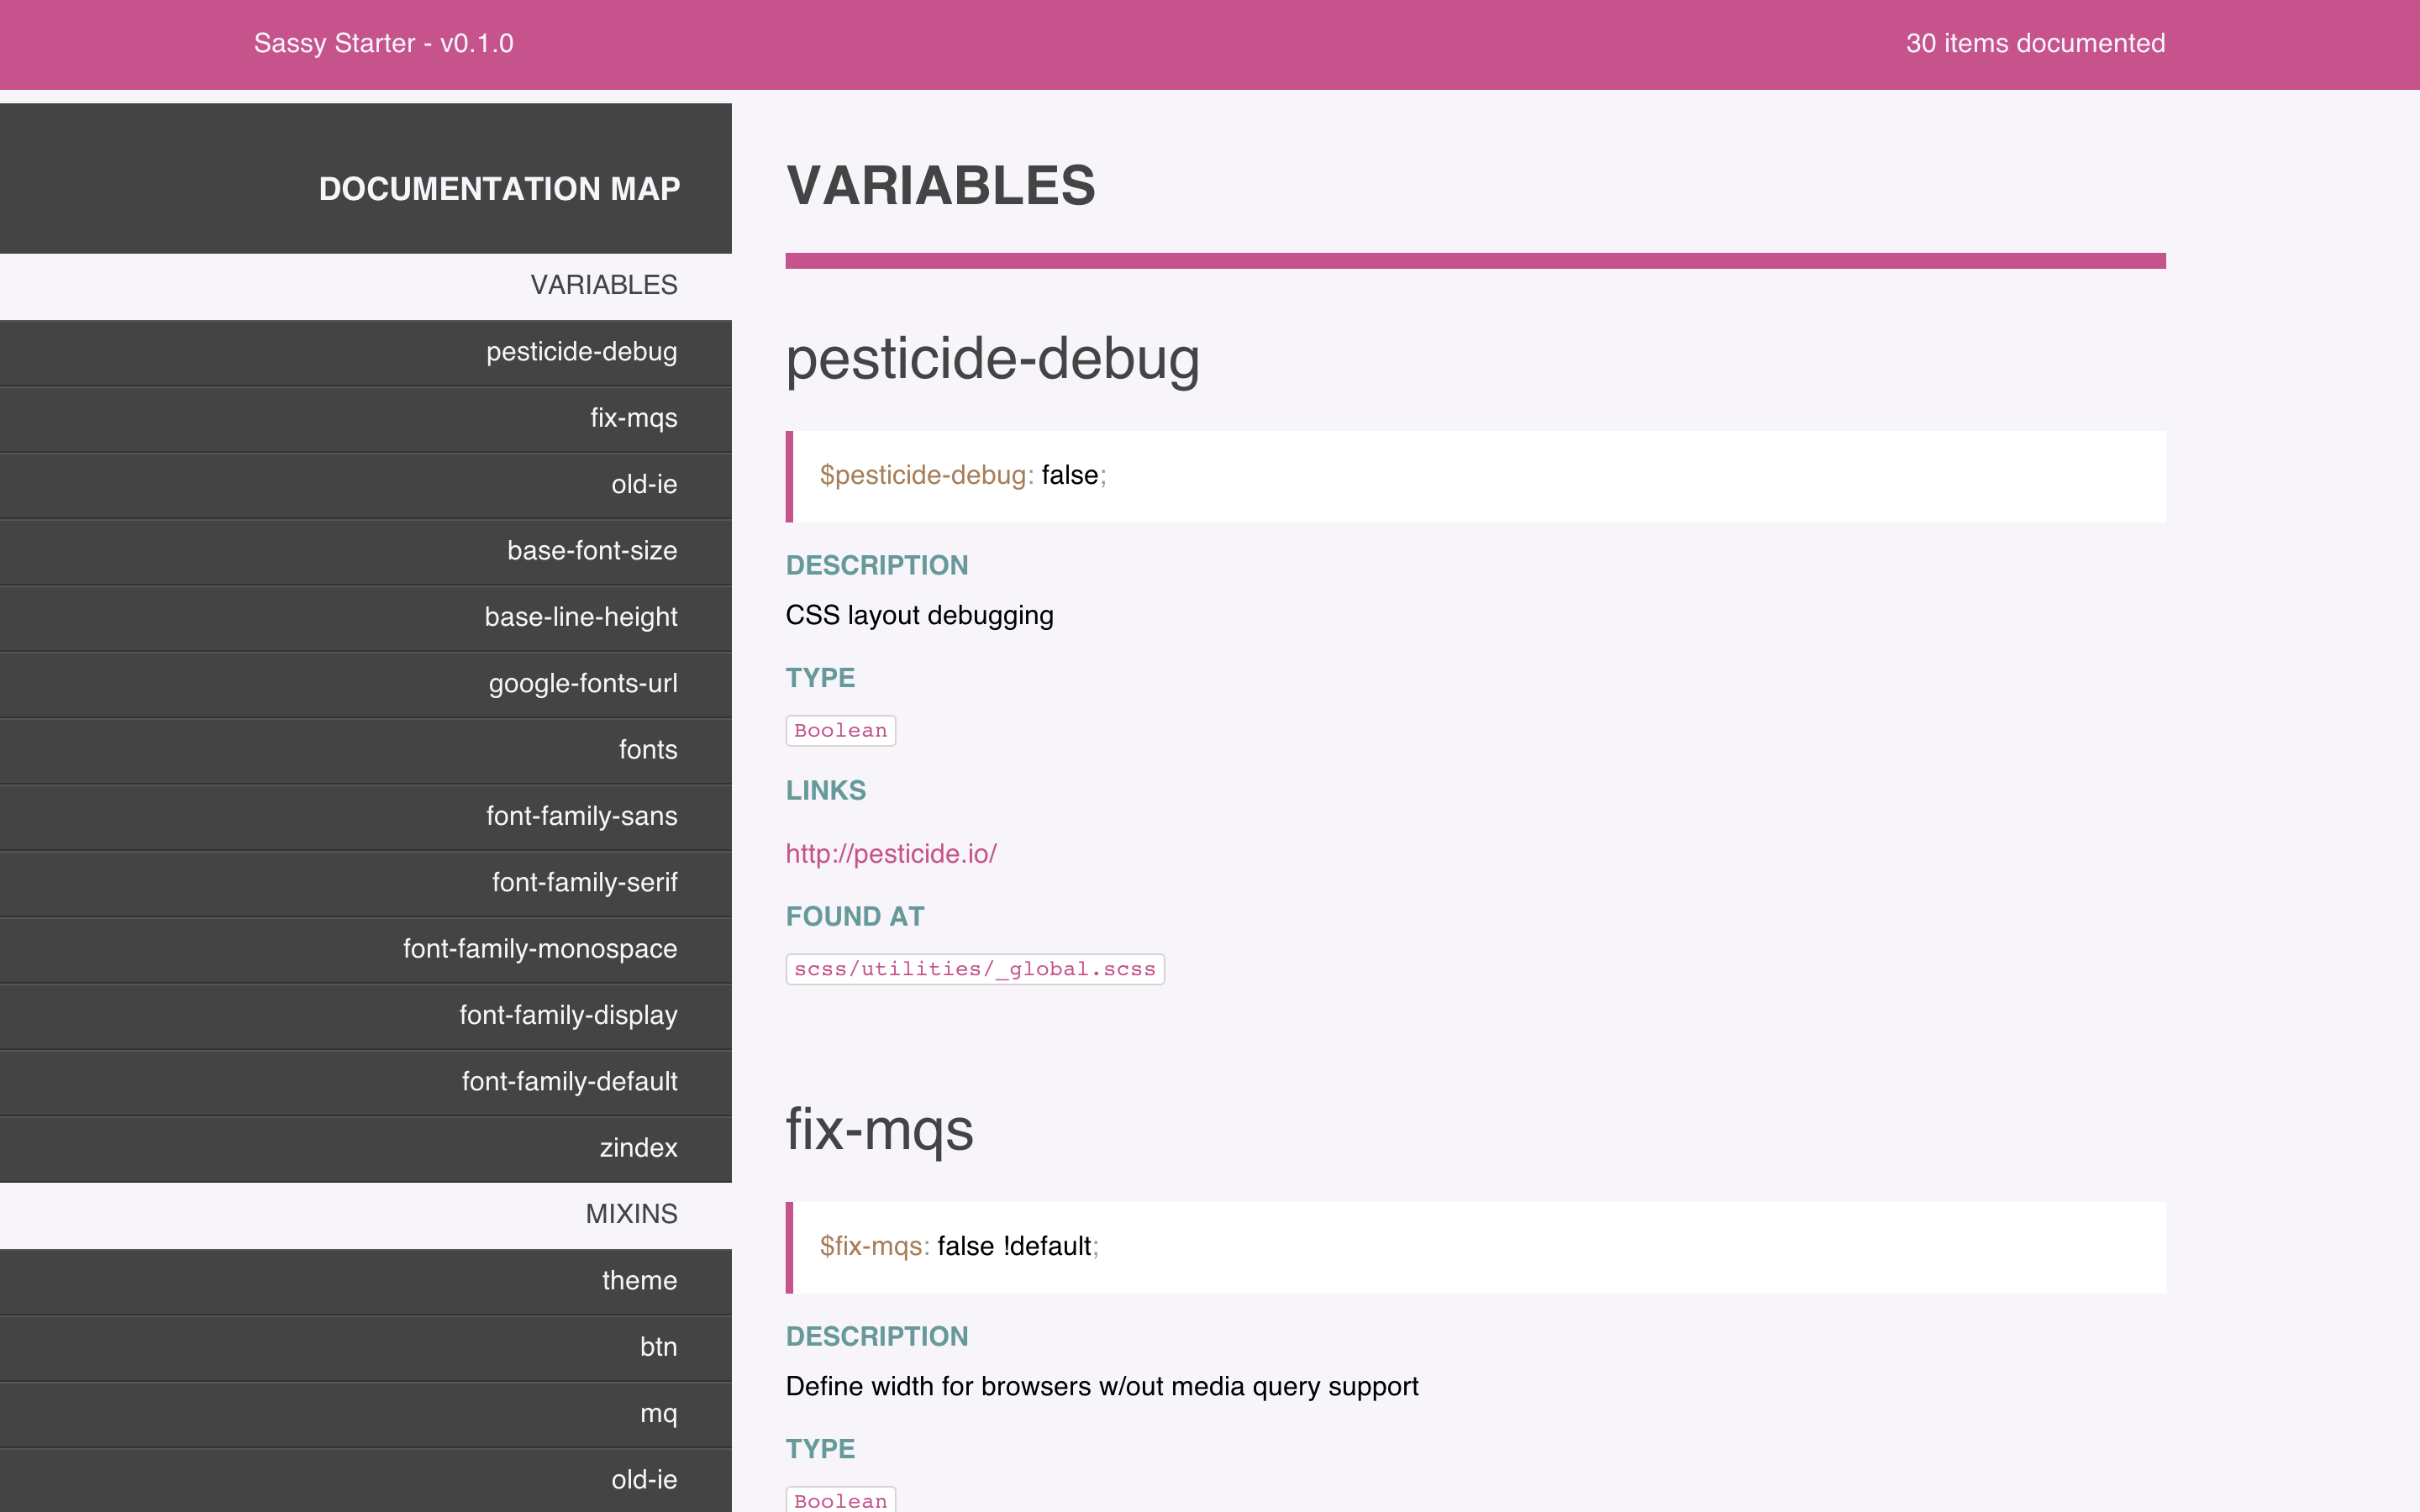 Sassy Starter - v0.1.0
30 items documented
DOCUMENTATION MAP
VARIABLES
pesticide-debug
fix-mqs
old-ie
base-font-size
base-line-height
google-fonts-url
fonts
font-family-sans
font-family-serif
font-family-monospace
font-family-display
font-family-default
zindex
MIXINS
theme
btn
mq
old-ie
VARIABLES
pesticide-debug
$pesticide-debug: false;
DESCRIPTION
CSS layout debugging
TYPE
Boolean
LINKS
http://pesticide.io/
FOUND AT
scss/utilities/_global.scss
fix-mqs
$fix-mqs: false !default;
DESCRIPTION
Define width for browsers w/out media query support
TYPE
Boolean